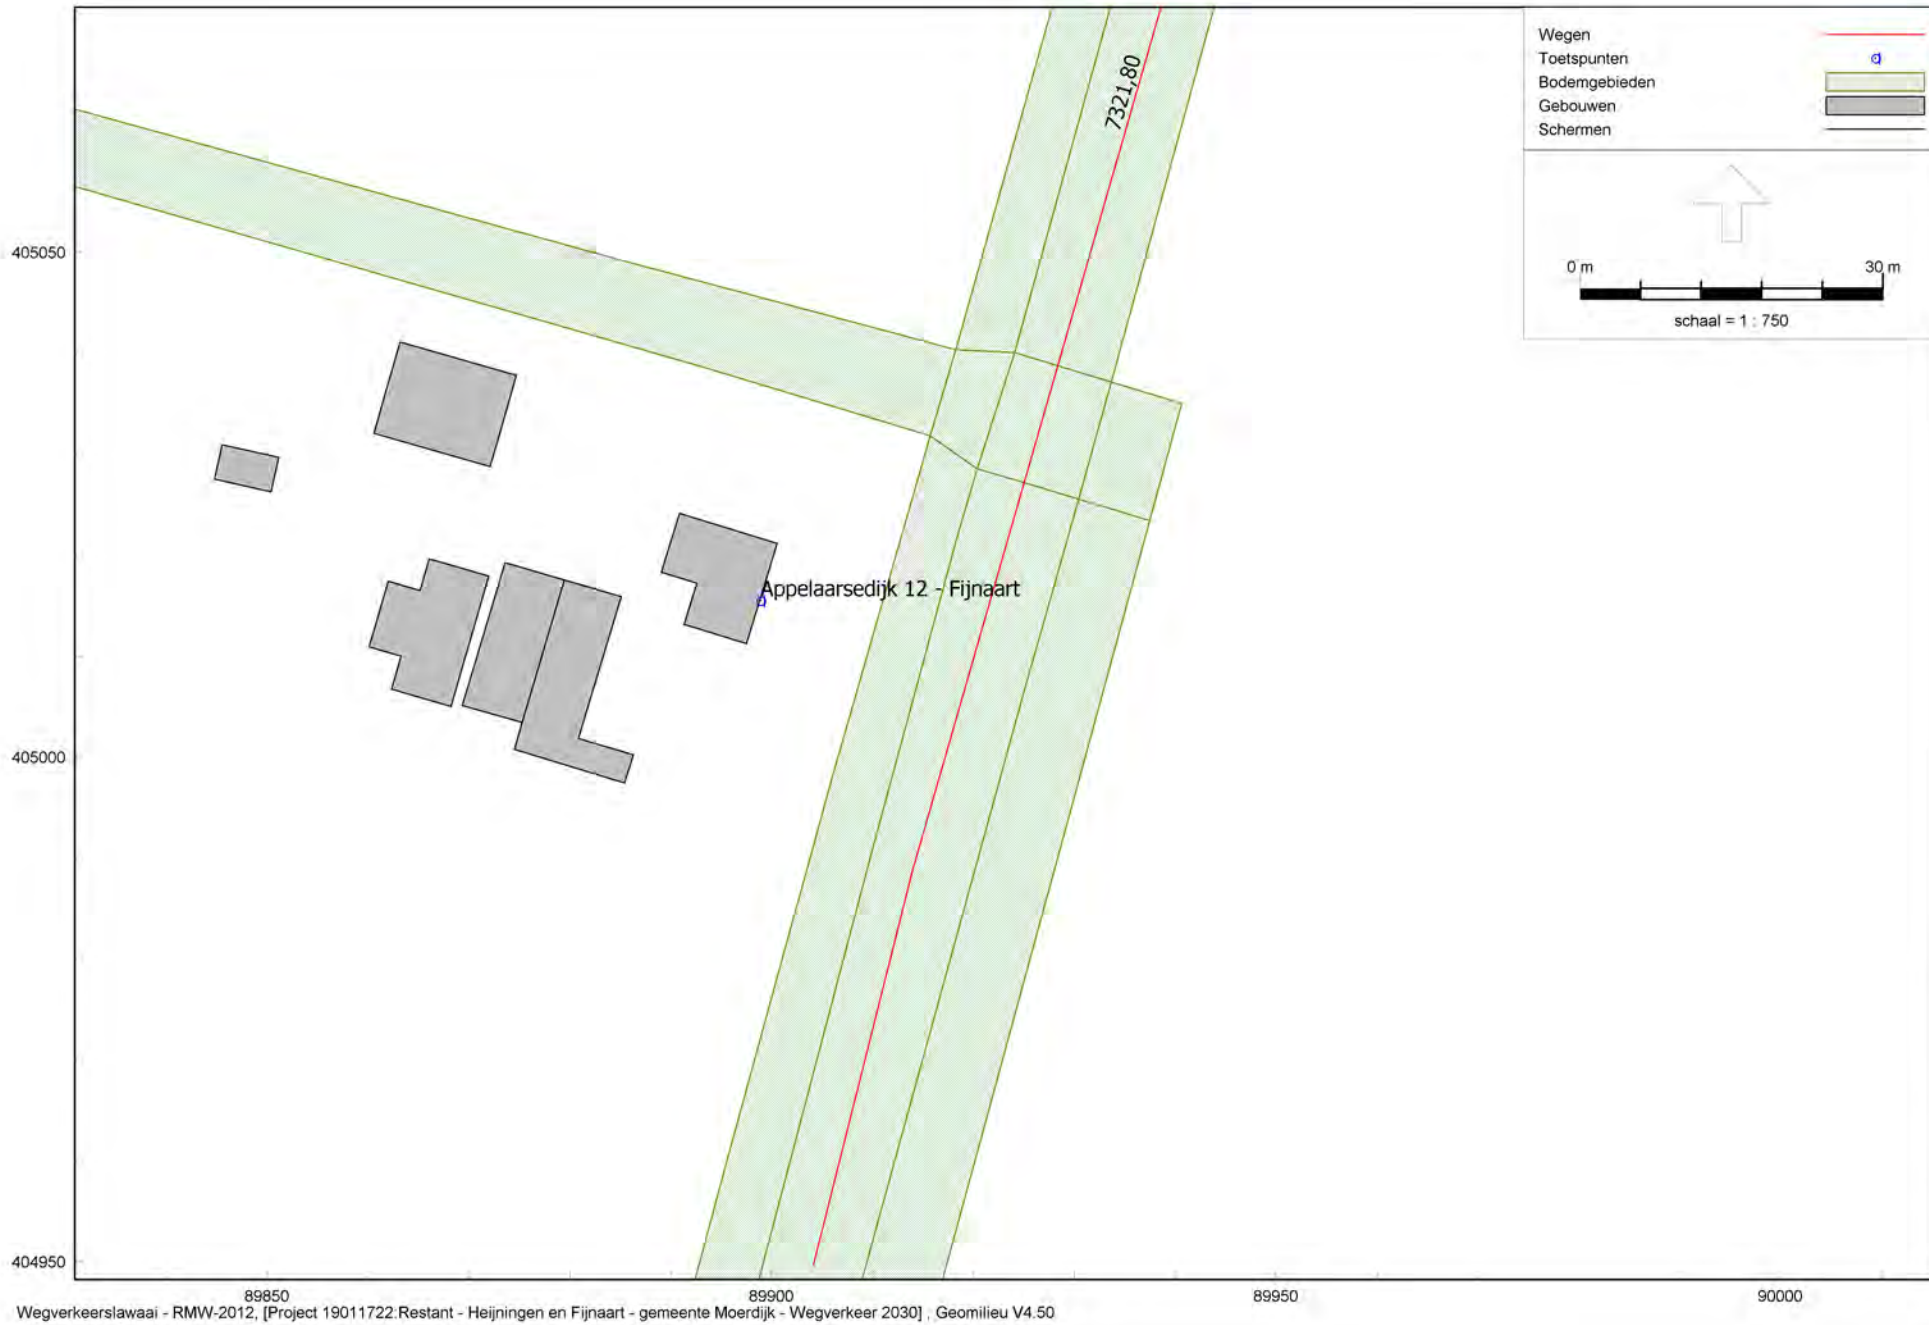 Wegen
Toetspunten
Bodemgebieden
Gebouwen
Schermen
0 m 30 m
schaal = 1 : 750
7321,80
405050
Appelaarsedijk 12 - Fijnaart
405000
404950
89850 89900 89950 90000
Wegverkeerslawaai - RMW-2012, [Project 19011722:Restant - Heijningen en Fijnaart - gemeente Moerdijk - Wegverkeer 2030] , Geomilieu V4.50